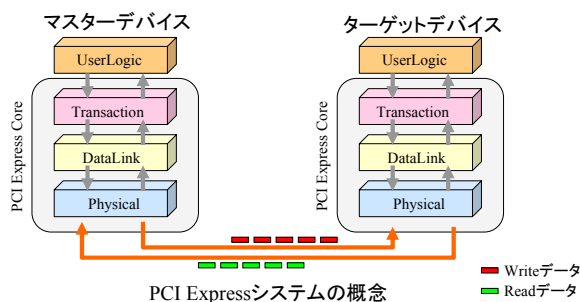 マスターデバイス
ターゲットデバイス
UserLogic
UserLogic
PCI Express Core
Transaction
DataLink
Physical
PCI Express Core
Transaction
DataLink
Physical
Writeデータ
Readデータ
PCI Expressシステムの概念